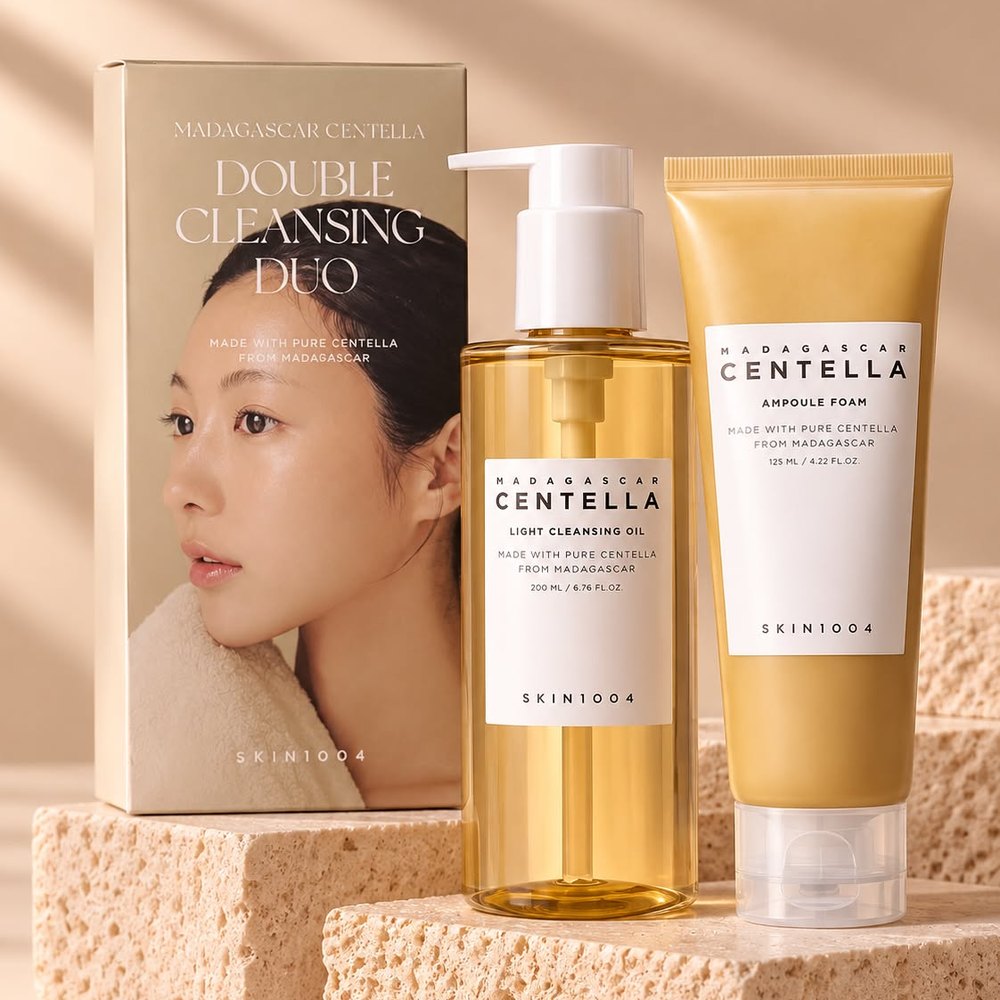 MADAGASCAR CENTELLA
DOUBLE
CLEANSING
DUO
MADE WITH PURE CENTELLA
FROM MADAGASCAR
SKIN1004
MADAGASCAR
CENTELLA
LIGHT CLEANSING OIL
MADE WITH PURE CENTELLA
FROM MADAGASCAR
200 ML / 6.76 FL.OZ.
SKIN1004
MADAGASCAR
CENTELLA
AMPOULE FOAM
MADE WITH PURE CENTELLA
FROM MADAGASCAR
125 ML / 4.22 FL.OZ.
SKIN1004